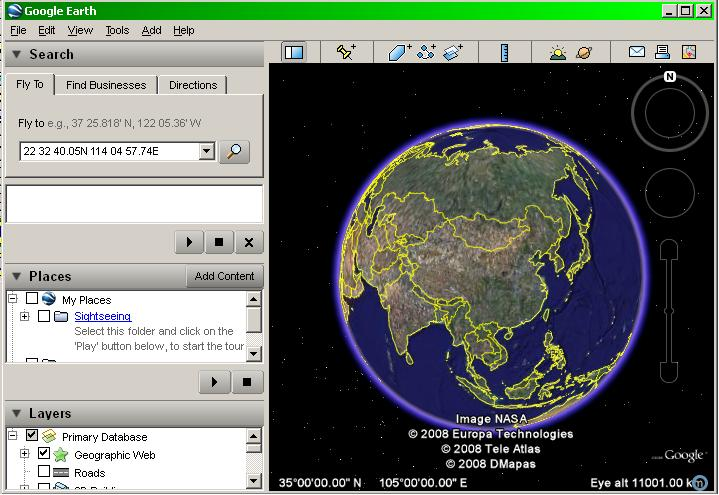 Google Earth
File Edit View Tools Add Help
Search
Fly To Find Businesses Directions
Fly to e.g., 37 25.818' N, 122 05.36' W
22 32 40.05N 114 04 57.74E
N
Places
Add Content
My Places
Sightseeing
Select this folder and click on the
'Play' button below, to start the tour
Layers
Primary Database
Geographic Web
Roads
Image NASA
© 2008 Europa Technologies
© 2008 Tele Atlas
© 2008 DMapas
Google
35°00'00.00" N 105°00'00.00" E Eye alt 11001.00 km